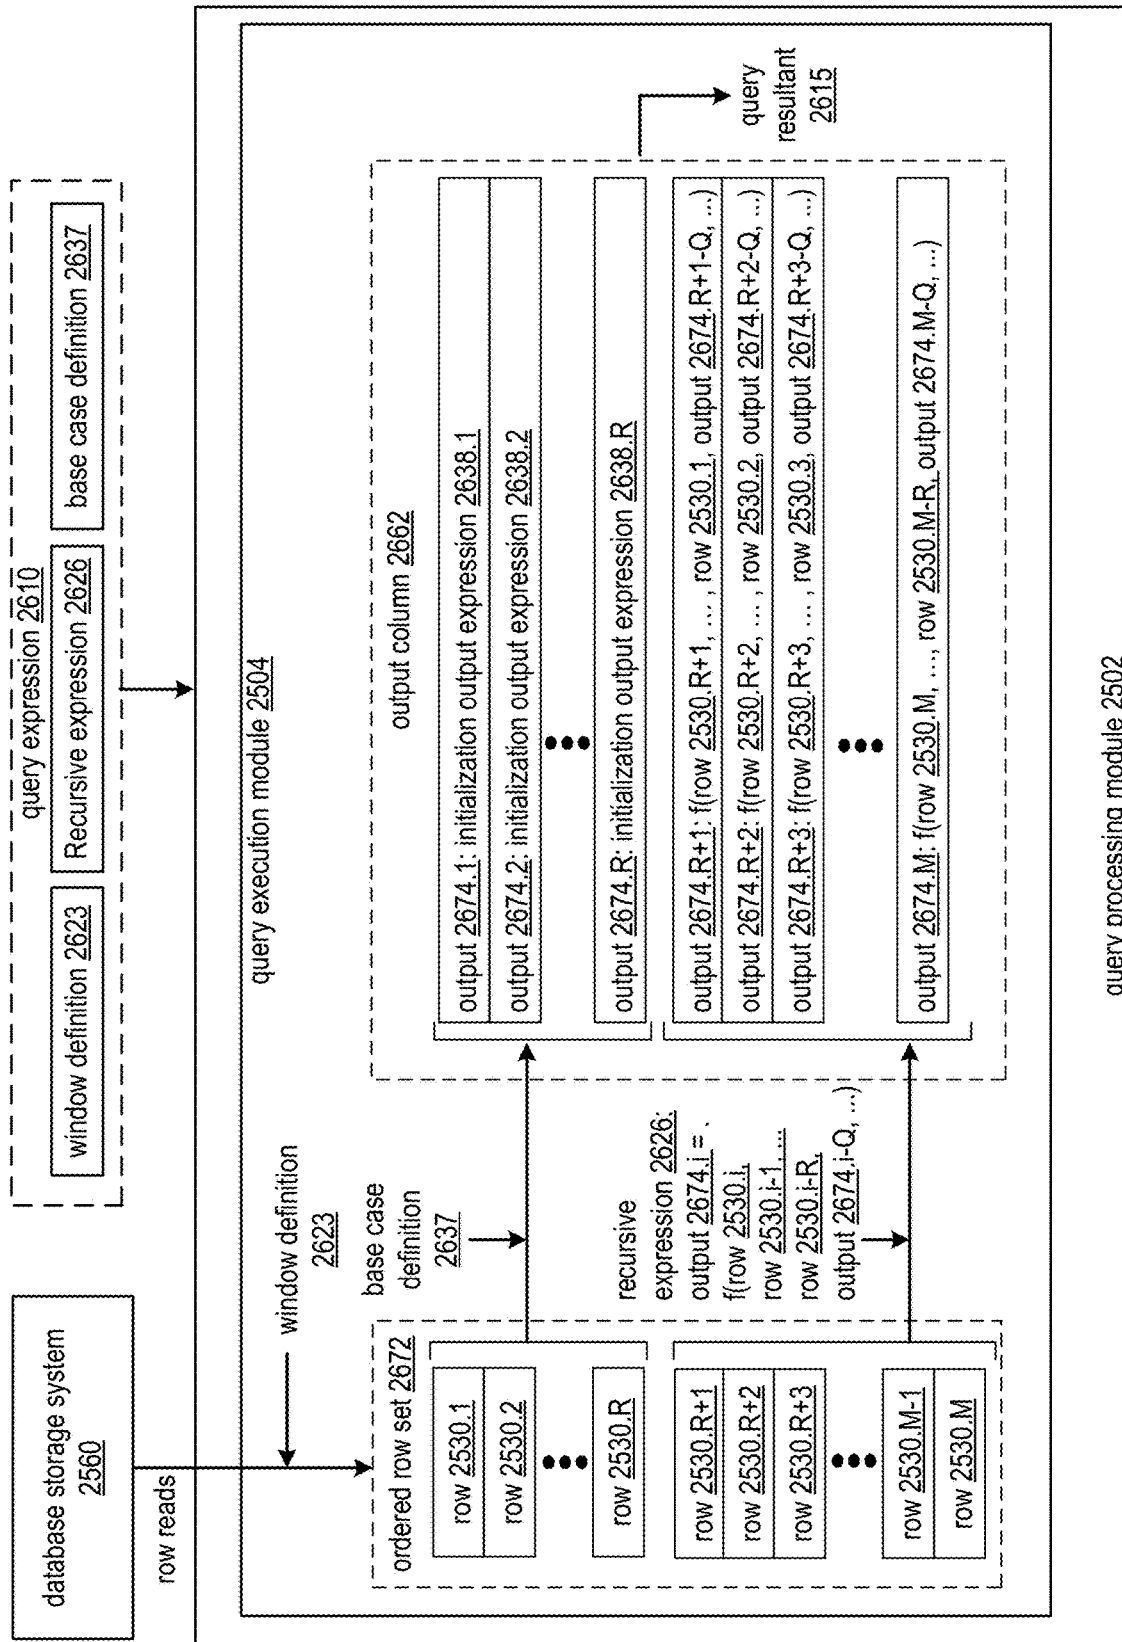 database storage system
2560
query expression 2610
window definition 2623
Recursive expression 2626
base case definition 2637
row reads
query execution module 2504
window definition
2623
ordered row set 2672
row 2530.1
row 2530.2
row 2530.R
row 2530.R+1
row 2530.R+2
row 2530.R+3
row 2530.M-1
row 2530.M
base case
definition
2637
recursive
expression 2626:
output 2674.i = .
f(row 2530.i,
row 2530.i-1, ...
row 2530.i-R,
output 2674.i-Q, ...)
output column 2662
output 2674.1: initialization output expression 2638.1
output 2674.2: initialization output expression 2638.2
output 2674.R: initialization output expression 2638.R
output 2674.R+1: f(row 2530.R+1, ... , row 2530.1, output 2674.R+1-Q, ...)
output 2674.R+2: f(row 2530.R+2, ... , row 2530.2, output 2674.R+2-Q, ...)
output 2674.R+3: f(row 2530.R+3, ... , row 2530.3, output 2674.R+3-Q, ...)
output 2674.M: f(row 2530.M, ..., row 2530.M-R, output 2674.M-Q, ...)
query
resultant
2615
query processing module 2502